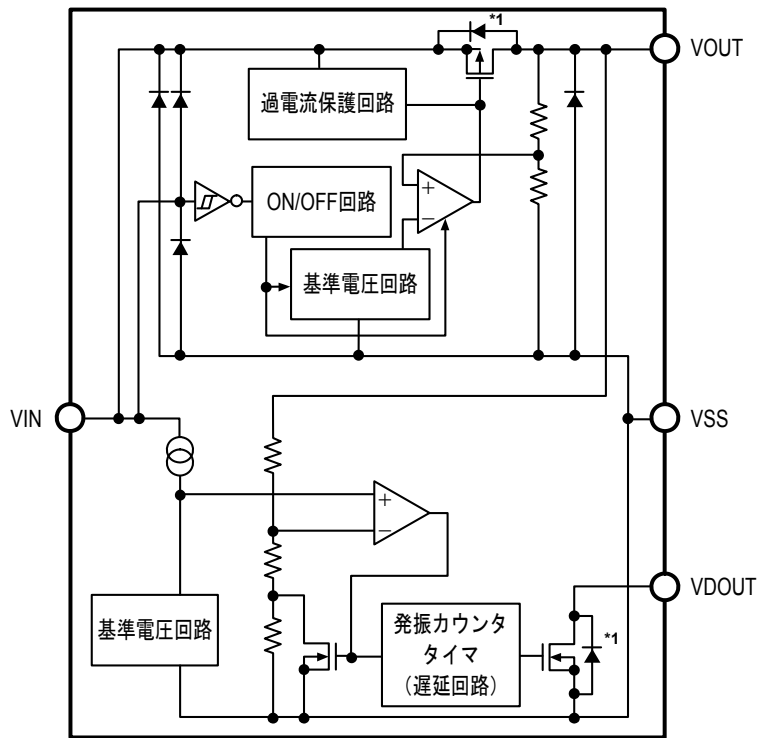 *1
VOUT
過電流保護回路
+
−
ON/OFF回路
基準電圧回路
VIN
VSS
+
−
VDOUT
基準電圧回路
発振カウンタ
タイマ
（遅延回路）
*1